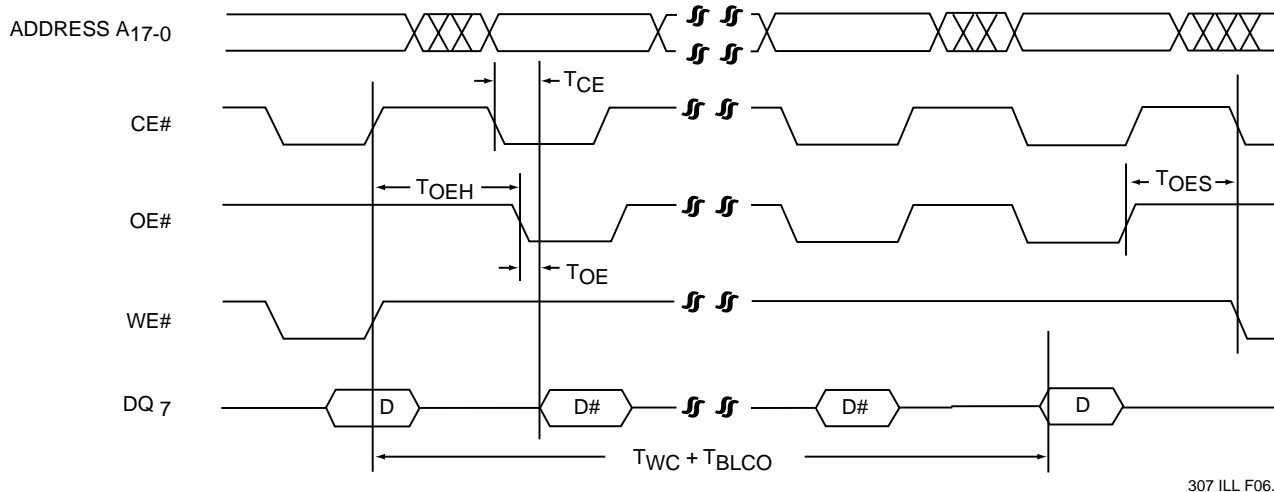 ADDRESS A17-0
TCE
CE#
TOEH
TOES
OE#
TOE
WE#
DQ 7
D
D#
D#
D
TWC + TBLCO
307 ILL F06.